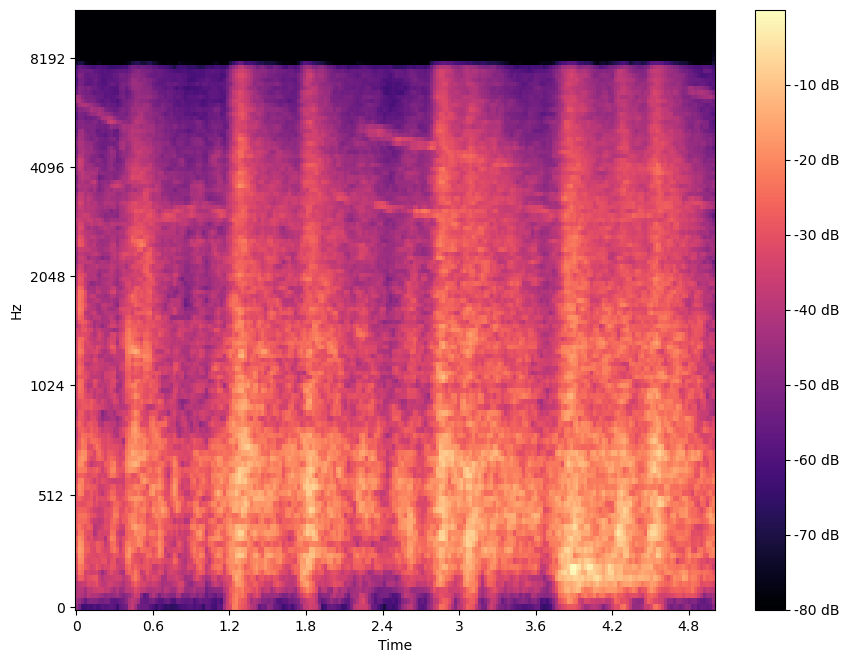 8192
4096
2048
1024
512
0
Hz
0 0.6 1.2 1.8 2.4 3 3.6 4.2 4.8
Time
-10 dB
-20 dB
-30 dB
-40 dB
-50 dB
-60 dB
-70 dB
-80 dB